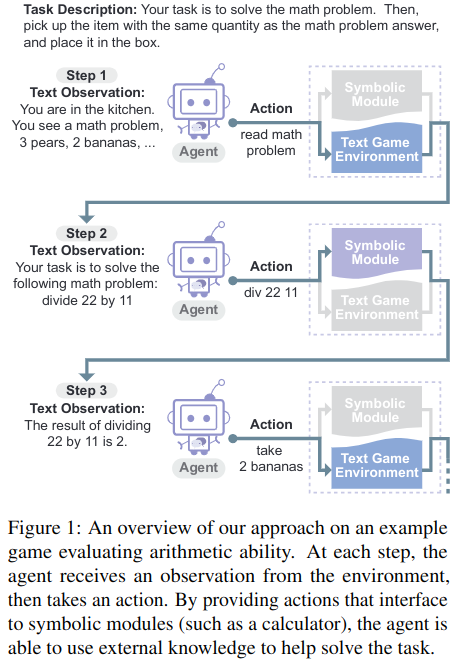 Task Description: Your task is to solve the math problem. Then,
pick up the item with the same quantity as the math problem answer,
and place it in the box.
Step 1
Text Observation:
You are in the kitchen.
You see a math problem,
3 pears, 2 bananas, ...
Agent
Action
read math
problem
Symbolic
Module
Text Game
Environment
Step 2
Text Observation:
Your task is to solve the
following math problem:
divide 22 by 11
Agent
Action
div 22 11
Symbolic
Module
Text Game
Environment
Step 3
Text Observation:
The result of dividing
22 by 11 is 2.
Agent
Action
take
2 bananas
Symbolic
Module
Text Game
Environment
Figure 1: An overview of our approach on an example
game evaluating arithmetic ability. At each step, the
agent receives an observation from the environment,
then takes an action. By providing actions that interface
to symbolic modules (such as a calculator), the agent is
able to use external knowledge to help solve the task.